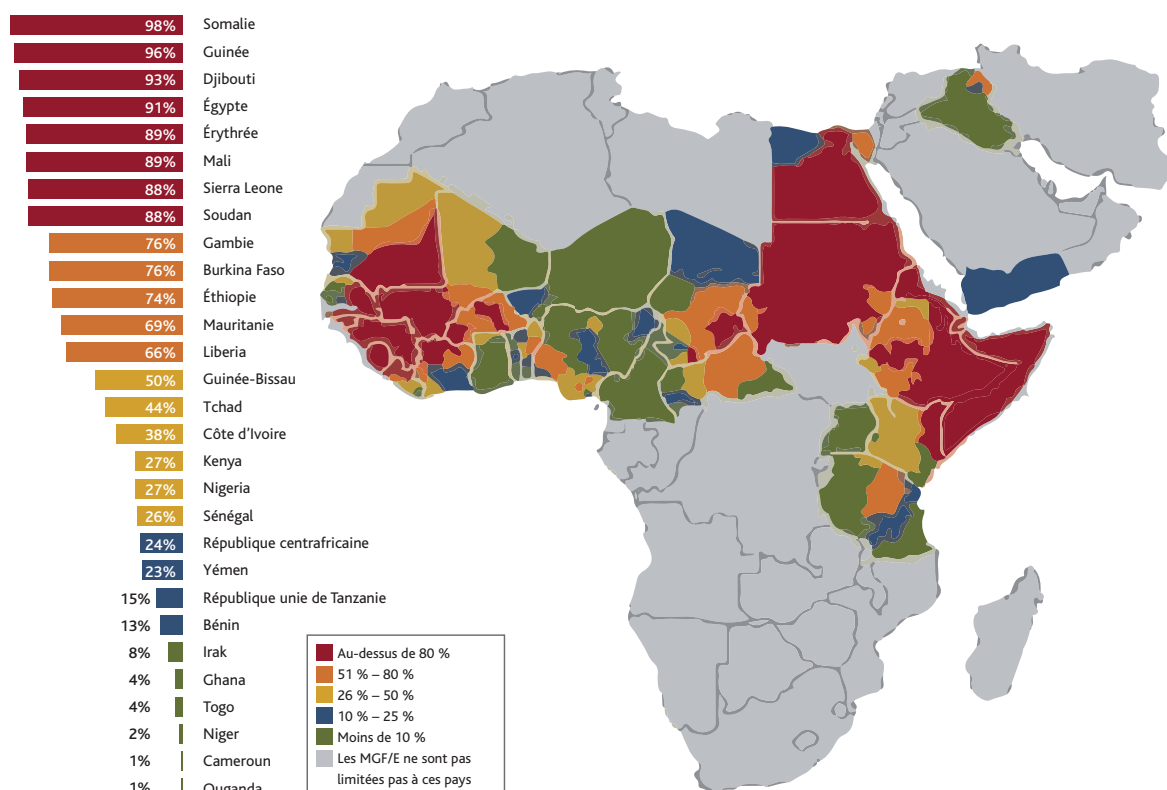 98% Somalie
96% Guinée
93% Djibouti
91% Égypte
89% Érythrée
89% Mali
88% Sierra Leone
88% Soudan
76% Gambie
76% Burkina Faso
74% Éthiopie
69% Mauritanie
66% Liberia
50% Guinée-Bissau
44% Tchad
38% Côte d'Ivoire
27% Kenya
27% Nigeria
26% Sénégal
24% République centrafricaine
23% Yémen
15% République unie de Tanzanie
13% Bénin
8% Irak
4% Ghana
4% Togo
2% Niger
1% Cameroun
1% Ouganda
Au-dessus de 80 %
51 % – 80 %
26 % – 50 %
10 % – 25 %
Moins de 10 %
Les MGF/E ne sont pas
limitées pas à ces pays